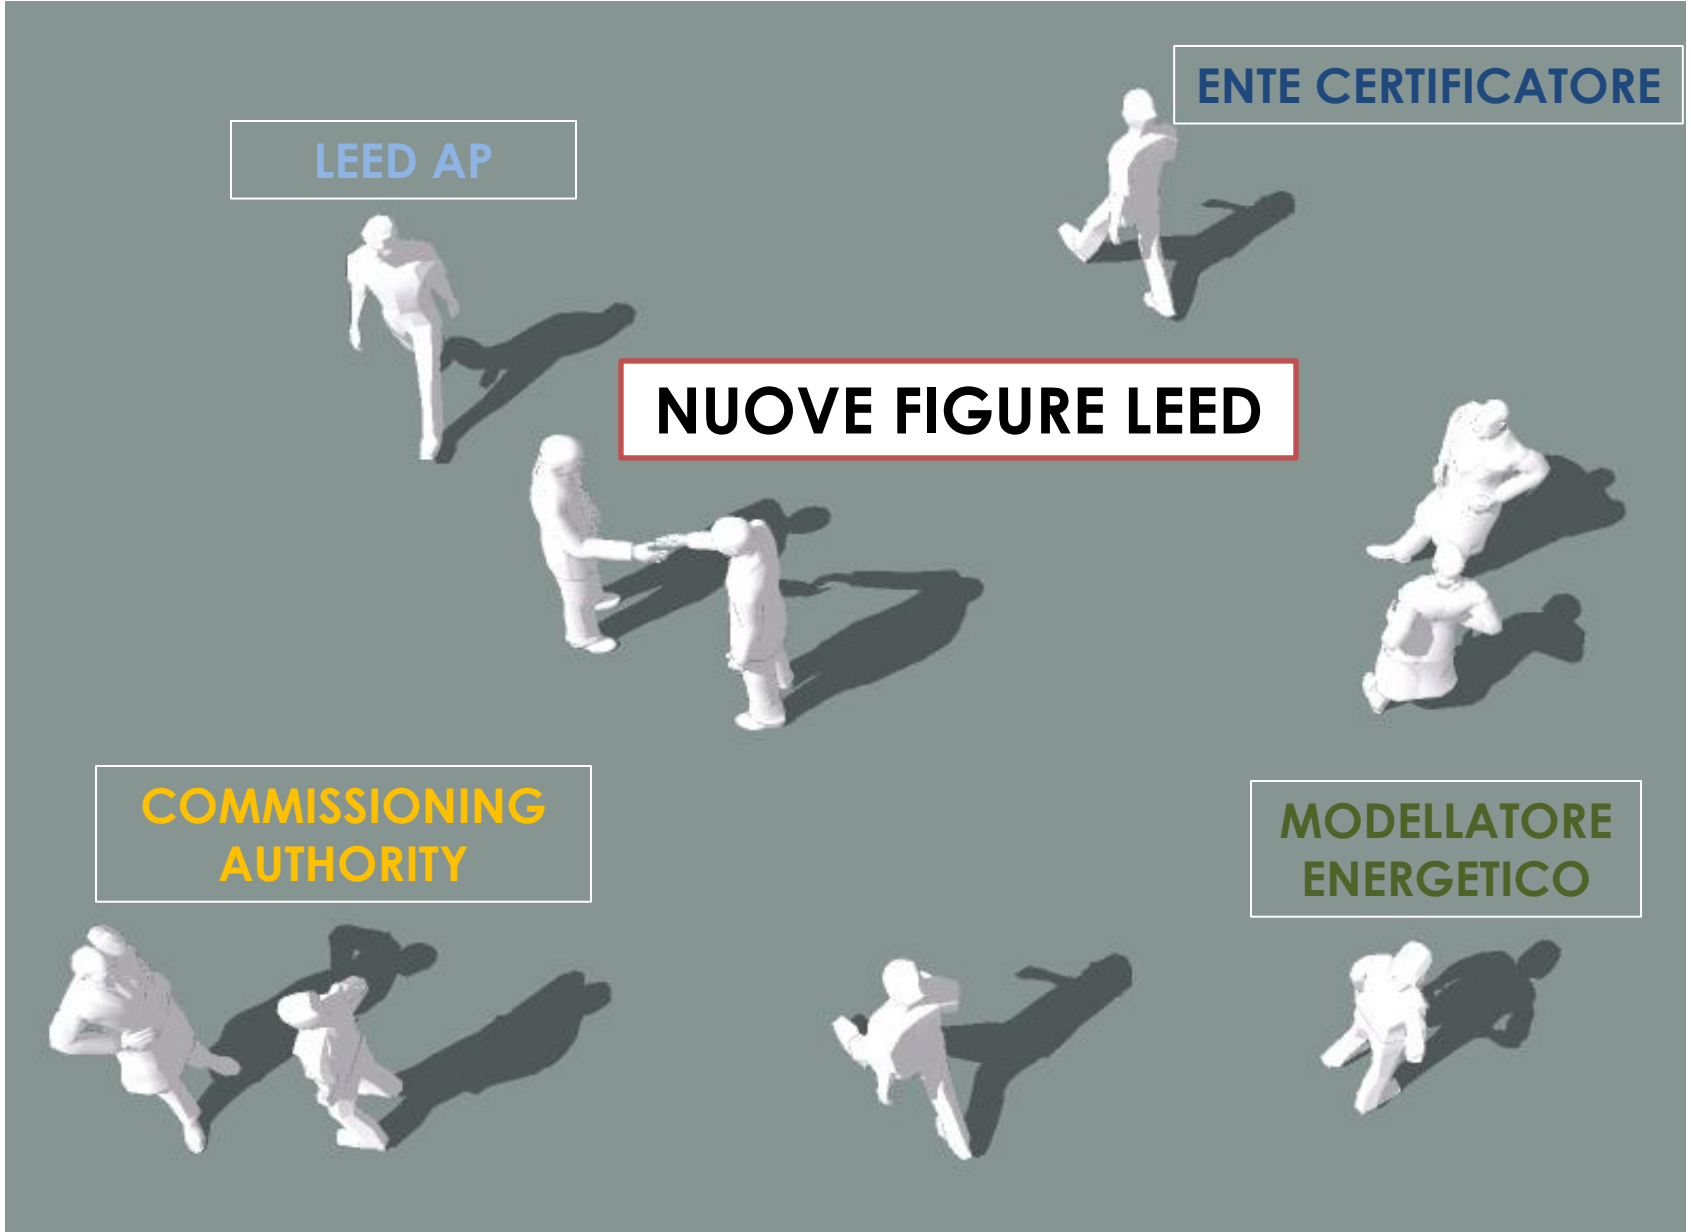 ENTE CERTIFICATORE
LEED AP
NUOVE FIGURE LEED
COMMISSIONING
AUTHORITY
MODELLATORE
ENERGETICO